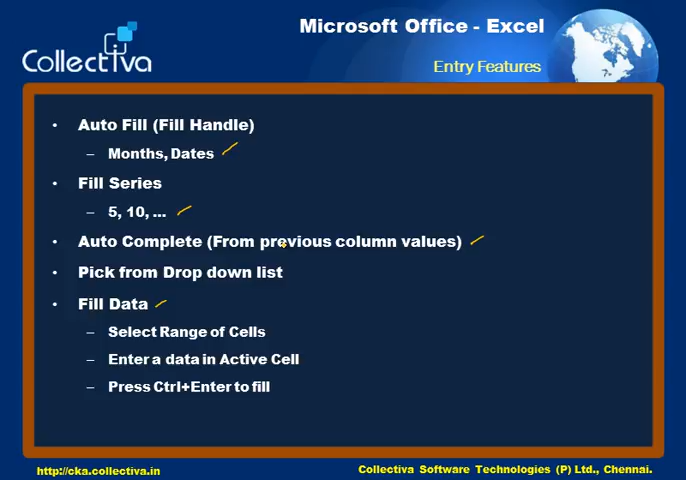 Collectiva
Microsoft Office - Excel
Entry Features
• Auto Fill (Fill Handle)
– Months, Dates
• Fill Series
– 5, 10, ...
• Auto Complete (From previous column values)
• Pick from Drop down list
• Fill Data
– Select Range of Cells
– Enter a data in Active Cell
– Press Ctrl+Enter to fill
http://cka.collectiva.in
Collectiva Software Technologies (P) Ltd., Chennai.